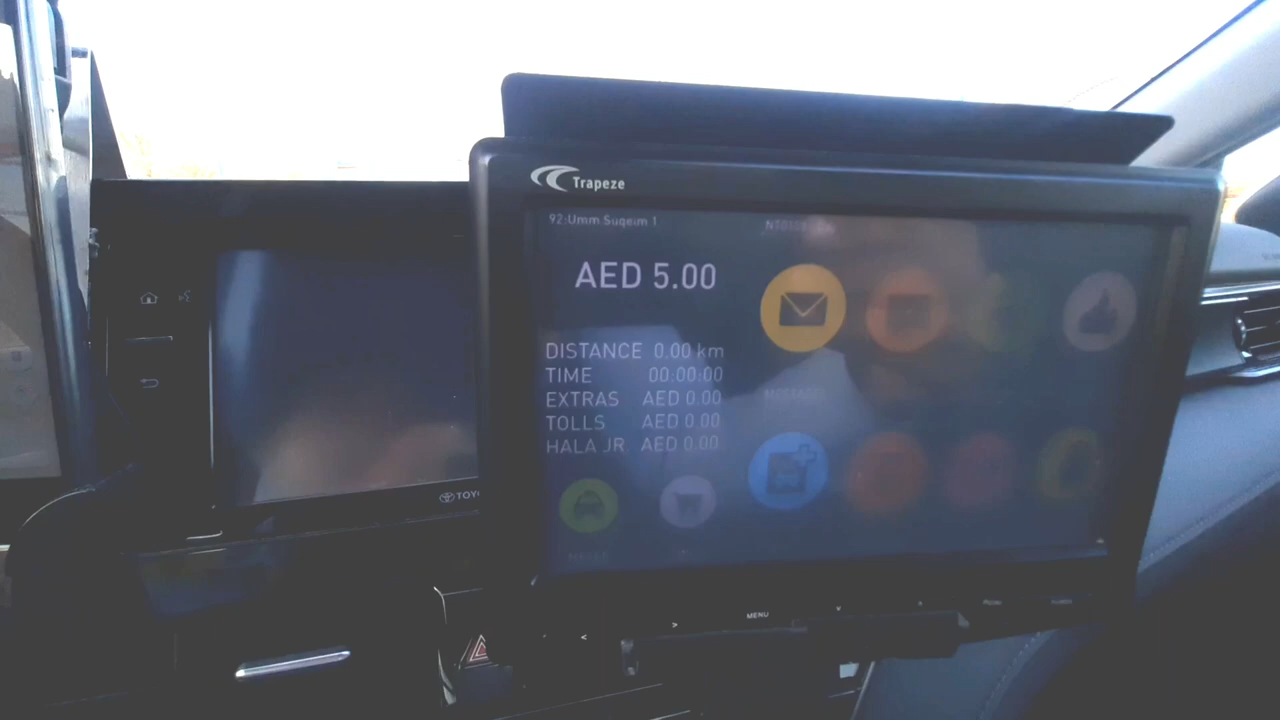 Trapeze
92:Umm Suqeim 1
AED 5.00
DISTANCE 0.00 km
TIME 00:00:00
EXTRAS AED 0.00
TOLLS AED 0.00
HALA JR. AED 0.00
MENU